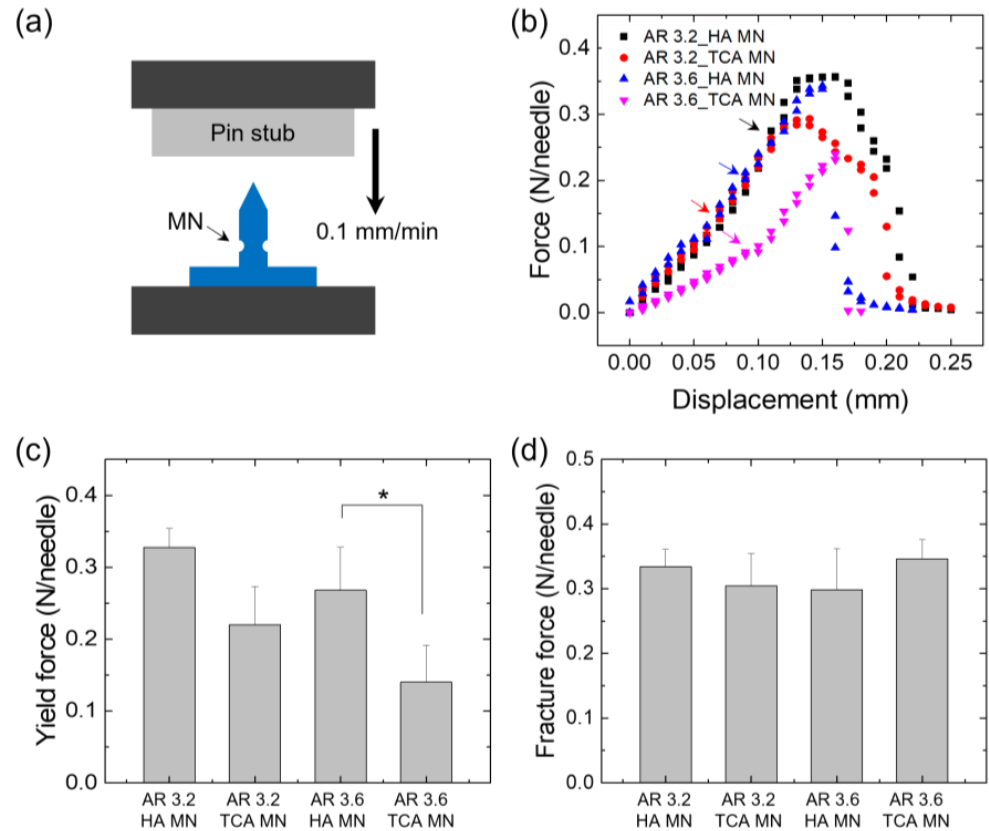 (a)
Pin stub
MN
0.1 mm/min
(b)
AR 3.2_HA MN
AR 3.2_TCA MN
AR 3.6_HA MN
AR 3.6_TCA MN
Force (N/needle)
0.4
0.3
0.2
0.1
0.0
0.00 0.05 0.10 0.15 0.20 0.25
Displacement (mm)
(c)
Yield force (N/needle)
0.4
0.3
0.2
0.1
0.0
*
AR 3.2 AR 3.2 AR 3.6 AR 3.6
HA MN TCA MN HA MN TCA MN
(d)
Fracture force (N/needle)
0.5
0.4
0.3
0.2
0.1
0.0
AR 3.2 AR 3.2 AR 3.6 AR 3.6
HA MN TCA MN HA MN TCA MN